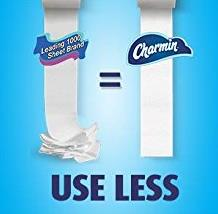 Leading 1000
Sheet Brand
=
Charmin
USE LESS